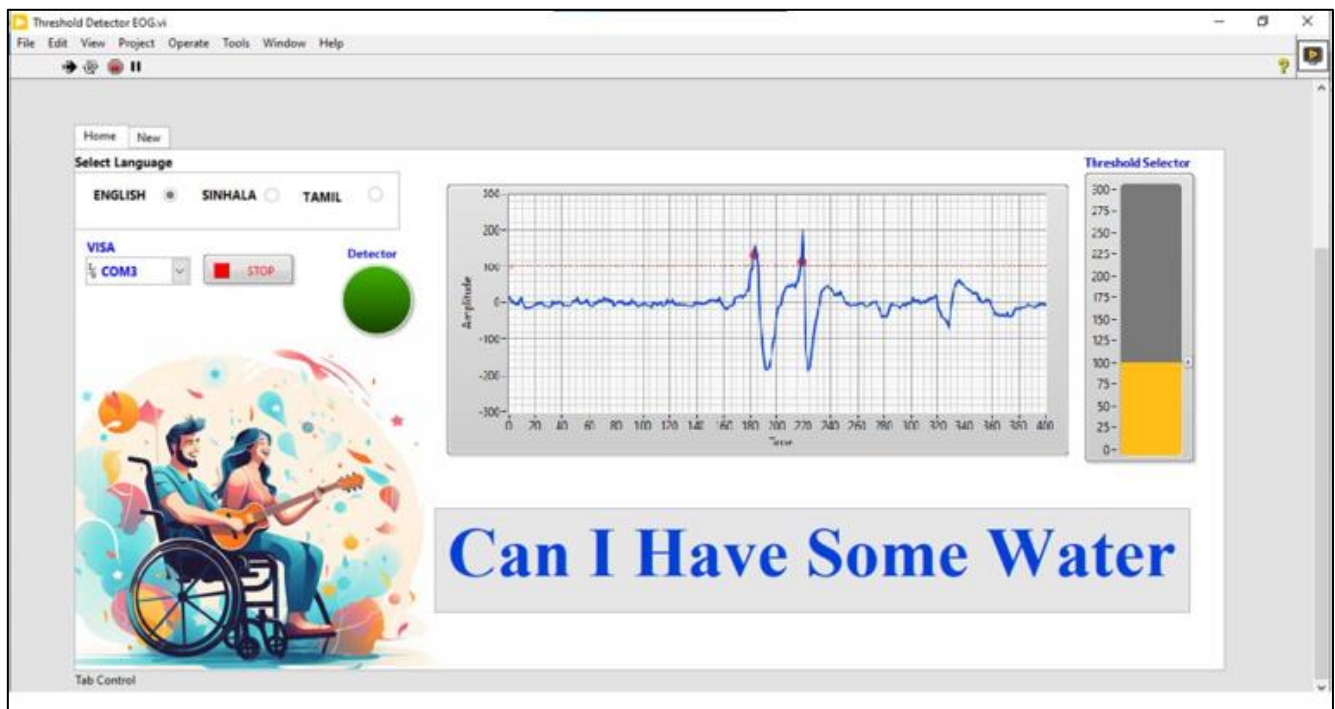 Threshold Detector EOG.vi
File Edit View Project Operate Tools Window Help
Home New
Select Language
ENGLISH SINHALA TAMIL
VISA
COM3
STOP
Detector
Threshold Selector
300
275
250
225
200
175
150
125
100
75
50
25
0
Amplitude
300
200
100
0
-100
-200
-300
0 20 40 60 80 100 120 140 160 180 200 220 240 260 280 300 320 340 360 380 400
Time
Can I Have Some Water
Tab Control